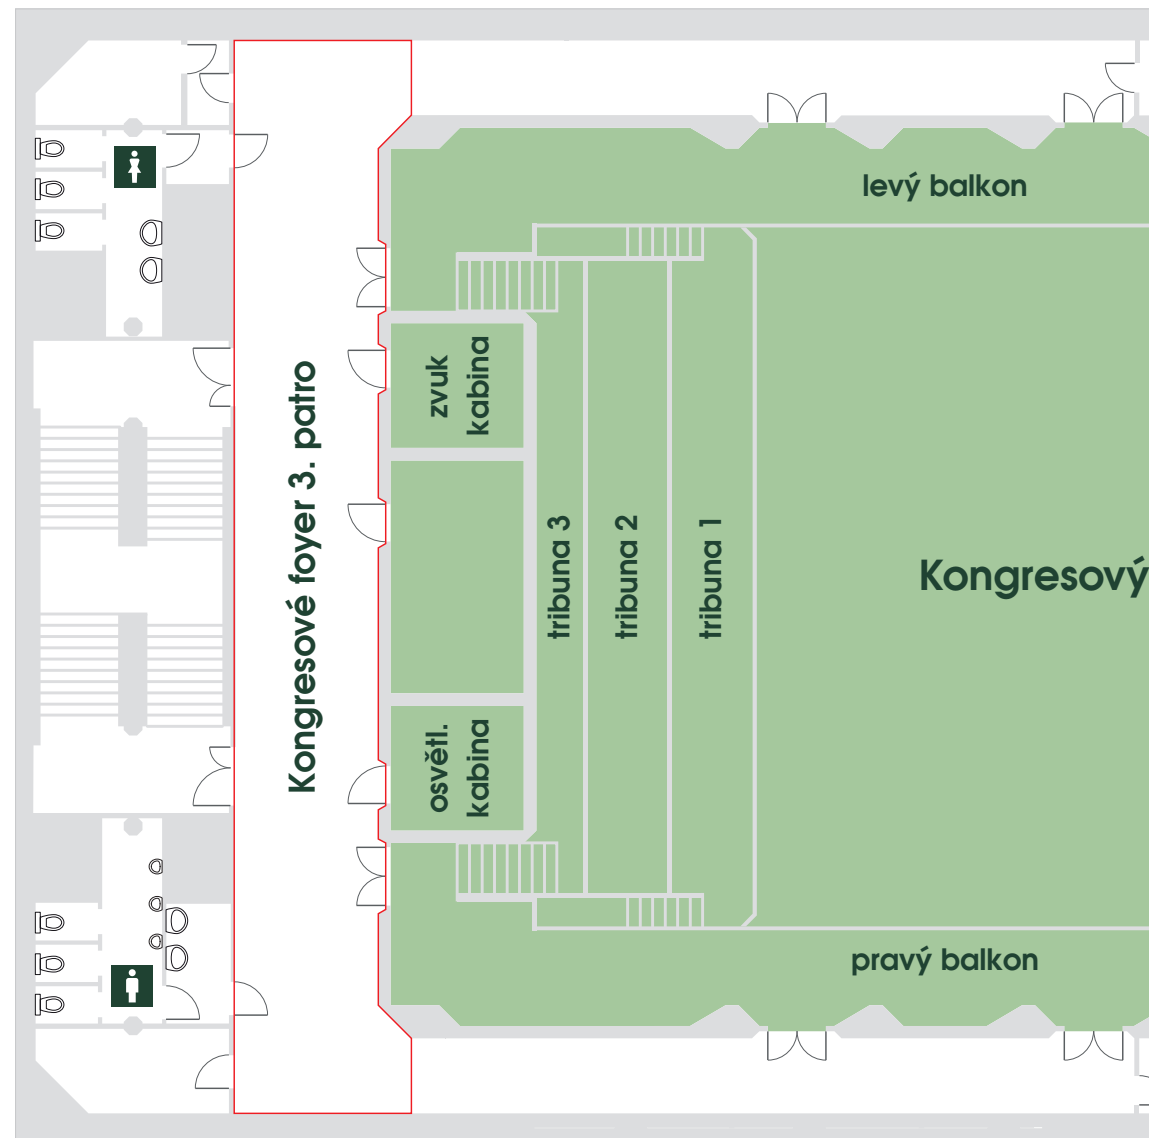 levý balkon
Kongresové foyer 3. patro
zvuk
kabina
tribuna 3
tribuna 2
tribuna 1
Kongresový
osvětl.
kabina
pravý balkon